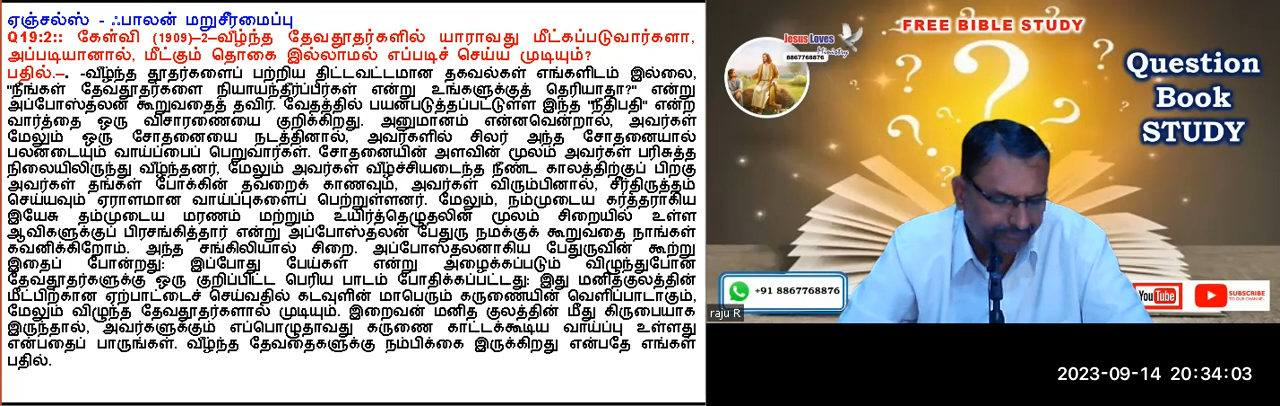 ஏஞ்சல்ஸ் - ஃபாலன் மறுசீரமைப்பு
Q19:2:: கேள்வி (1909)–2–வீழ்ந்த தேவதூதர்களில் யாராவது மீட்கப்படுவார்களா,
அப்படியானால், மீட்கும் தொகை இல்லாமல் எப்படிச் செய்ய முடியும்?
பதில்.–. -வீழ்ந்த தூதர்களைப் பற்றிய திட்டவட்டமான தகவல்கள் எங்களிடம் இல்லை,
"நீங்கள் தேவதூதர்களை நியாயந்தீர்ப்பீர்கள் என்று உங்களுக்குத் தெரியாதா?" என்று
அப்போஸ்தலன் கூறுவதைத் தவிர. வேதத்தில் பயன்படுத்தப்பட்டுள்ள இந்த "நீதிபதி" என்ற
வார்த்தை ஒரு விசாரணையை குறிக்கிறது. அனுமானம் என்னவென்றால், அவர்கள்
மேலும் ஒரு சோதனையை நடத்தினால், அவர்களில் சிலர் அந்த சோதனையால்
பலனடையும் வாய்ப்பைப் பெறுவார்கள். சோதனையின் அளவின் மூலம் அவர்கள் பரிசுத்த
நிலையிலிருந்து வீழ்ந்தனர், மேலும் அவர்கள் வீழ்ச்சியடைந்த நீண்ட காலத்திற்குப் பிறகு
அவர்கள் தங்கள் போக்கின் தவறைக் காணவும், அவர்கள் விரும்பினால், சீர்திருத்தம்
செய்யவும் ஏராளமான வாய்ப்புகளைப் பெற்றுள்ளனர். மேலும், நம்முடைய கர்த்தராகிய
இயேசு தம்முடைய மரணம் மற்றும் உயிர்த்தெழுதலின் மூலம் சிறையில் உள்ள
ஆவிகளுக்குப் பிரசங்கித்தார் என்று அப்போஸ்தலன் பேதுரு நமக்குக் கூறுவதை நாங்கள்
கவனிக்கிறோம். அந்த சங்கிலியால் சிறை. அப்போஸ்தலனாகிய பேதுருவின் கூற்று
இதைப் போன்றது: இப்போது பேய்கள் என்று அழைக்கப்படும் விழுந்துபோன
தேவதூதர்களுக்கு ஒரு குறிப்பிட்ட பெரிய பாடம் போதிக்கப்பட்டது: இது மனிதகுலத்தின்
மீட்பிற்கான ஏற்பாட்டைச் செய்வதில் கடவுளின் மாபெரும் கருணையின் வெளிப்பாடாகும்,
மேலும் விழுந்த தேவதூதர்களால் முடியும். இறைவன் மனித குலத்தின் மீது கிருபையாக
இருந்தால், அவர்களுக்கும் எப்பொழுதாவது கருணை காட்டக்கூடிய வாய்ப்பு உள்ளது
என்பதைப் பாருங்கள். வீழ்ந்த தேவதைகளுக்கு நம்பிக்கை இருக்கிறது என்பதே எங்கள்
பதில்.
FREE BIBLE STUDY
Jesus Loves
Ministry
8867768876
Question
Book
STUDY
+91 8867768876
YouTube
SUBSCRIBE
TO OUR CHANNEL
raju R
2023-09-14 20:34:03